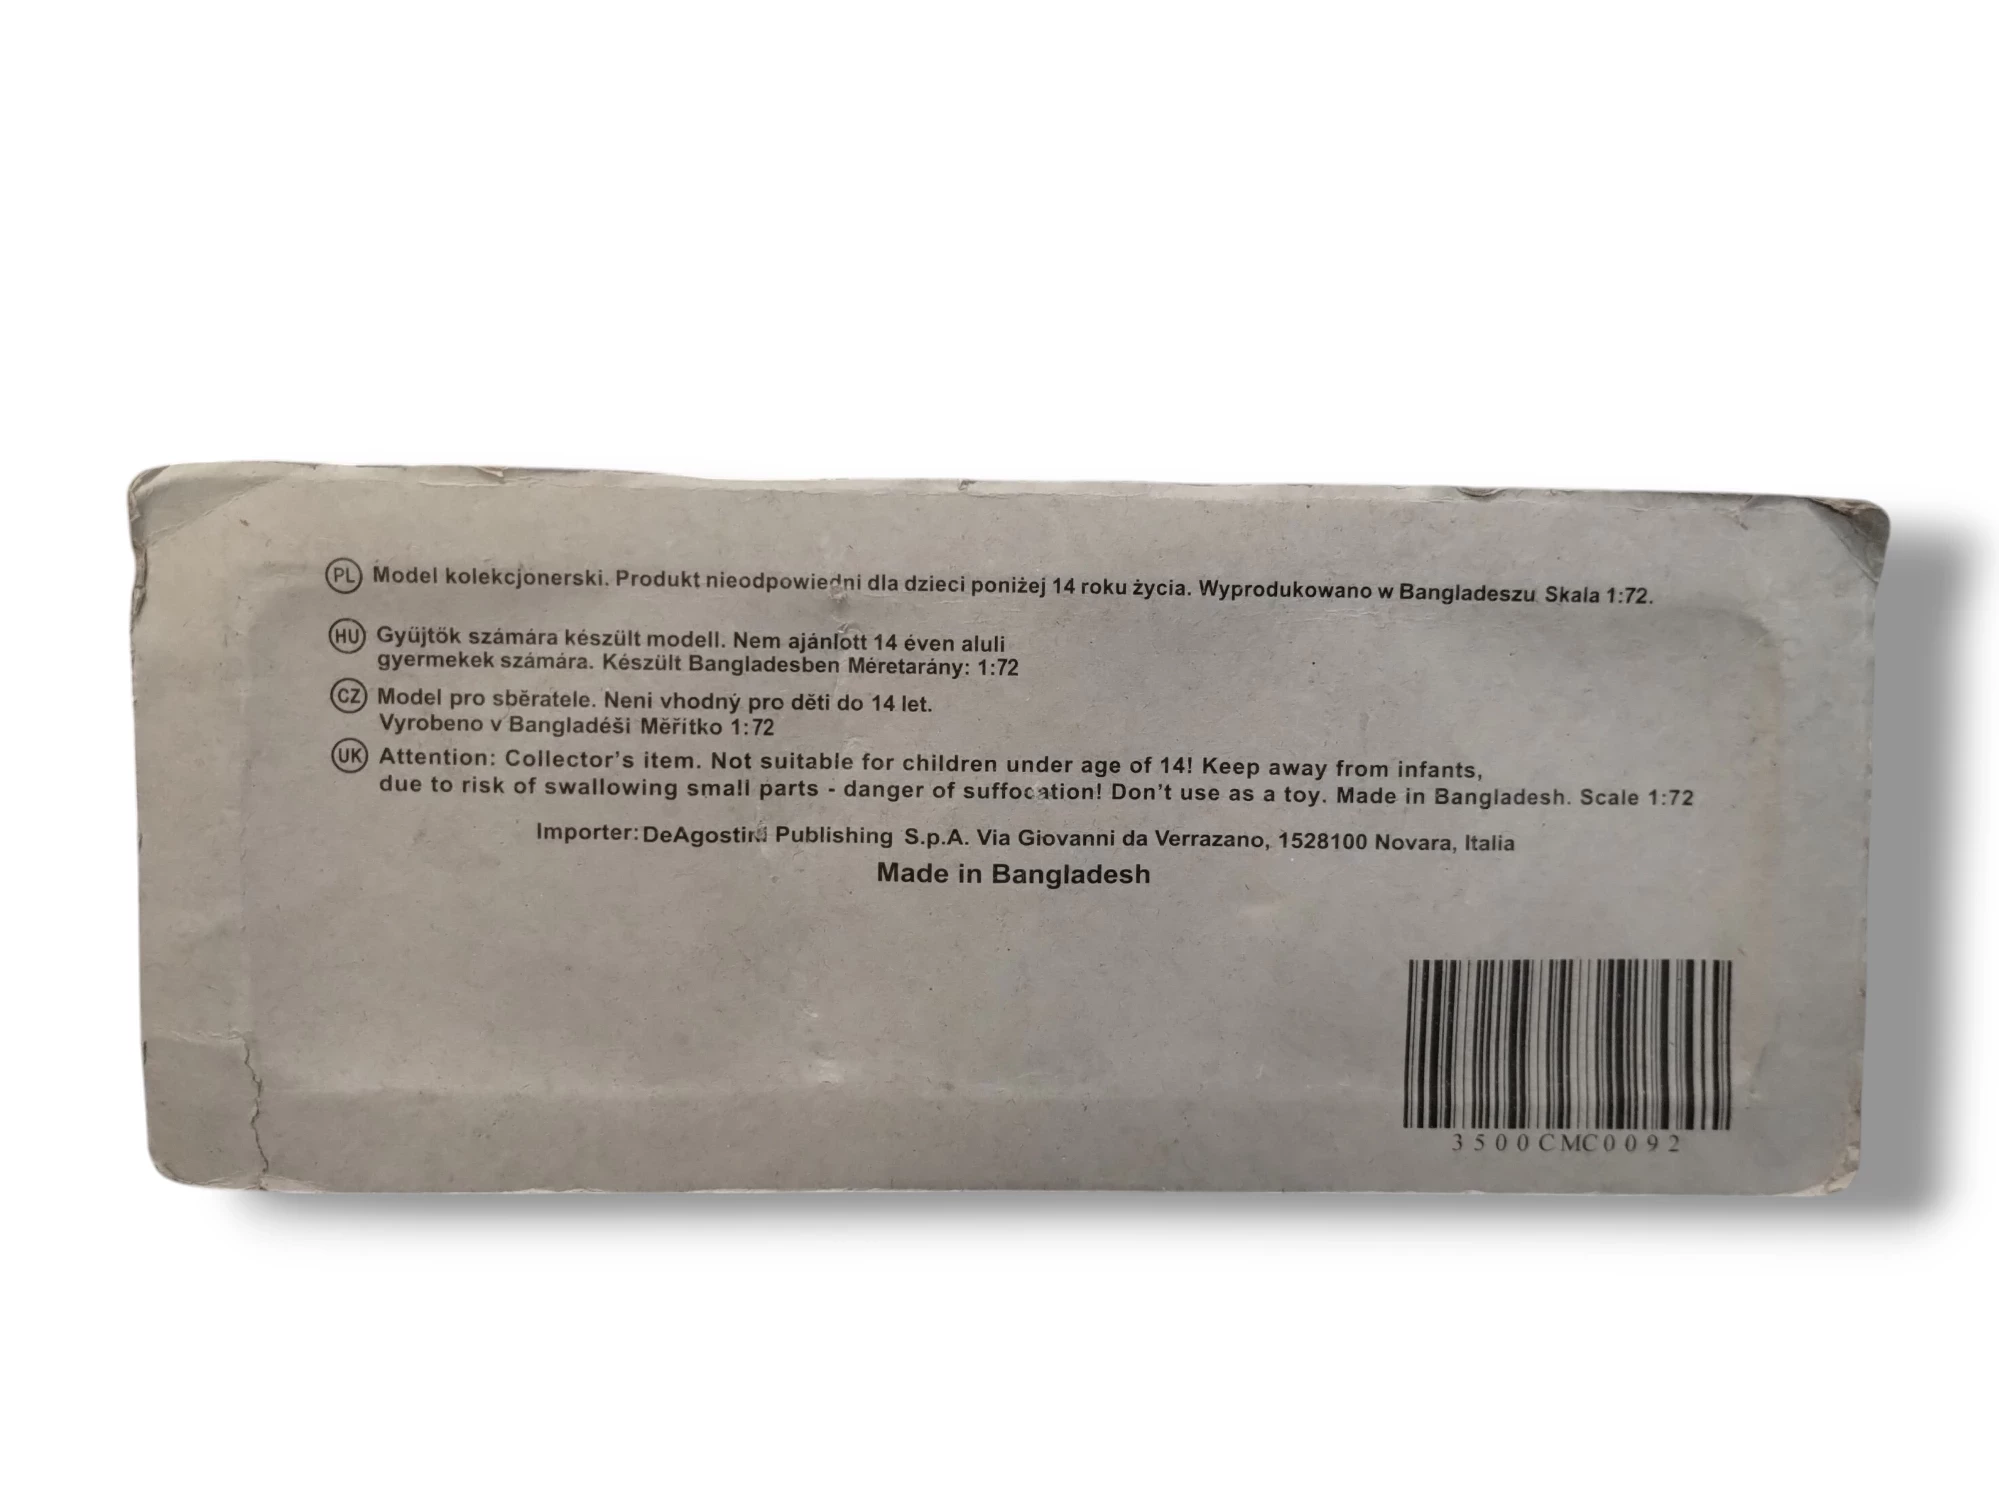 PL Model kolekcjonerski. Produkt nieodpowiedni dla dzieci poniżej 14 roku życia. Wyprodukowano w Bangladeszu Skala 1:72.
HU Gyűjtők számára készült modell. Nem ajánlott 14 éven aluli
gyermekek számára. Készült Bangladesben Méretarány: 1:72
CZ Model pro sběratele. Neni vhodný pro děti do 14 let.
Vyrobeno v Bangladéši Měřitko 1:72
UK Attention: Collector's item. Not suitable for children under age of 14! Keep away from infants,
due to risk of swallowing small parts - danger of suffocation! Don't use as a toy. Made in Bangladesh. Scale 1:72
Importer: DeAgostini Publishing S.p.A. Via Giovanni da Verrazano, 1528100 Novara, Italia
Made in Bangladesh
3500CMC0092